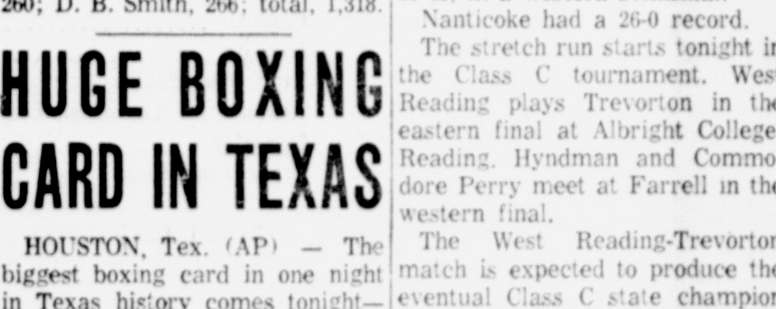 260; D. B. Smith, 266; total, 1,318.
HUGE BOXING
CARD IN TEXAS
HOUSTON, Tex. (AP) — The
biggest boxing card in one night
in Texas history comes tonight—
Nanticoke had a 26-0 record.
The stretch run starts tonight in
the Class C tournament. West
Reading plays Trevorton in the
eastern final at Albright College
Reading. Hyndman and Commo-
dore Perry meet at Farrell in the
western final.
The West Reading-Trevorton
match is expected to produce the
eventual Class C state champion